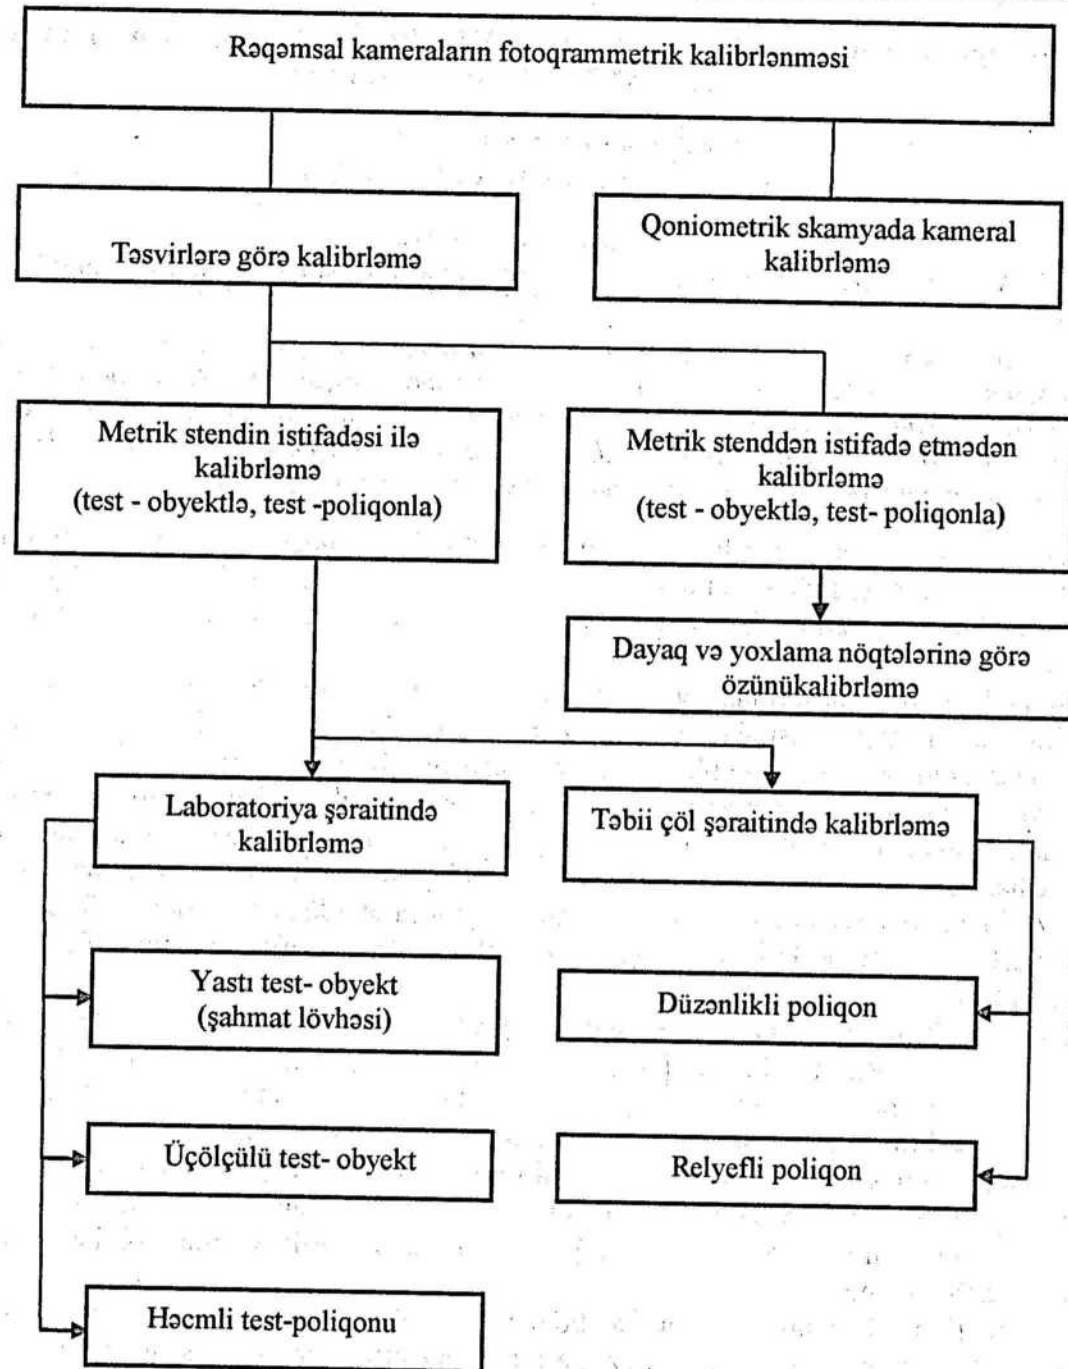 Rəqəmsal kameraların fotoqrammetrik kalibrlənməsi
Təsvirlərə görə kalibrləmə
Qoniometrik skamyada kameral
kalibrləmə
Metrik stendin istifadəsi ilə
kalibrləmə
(test - obyektlə, test -poliqonla)
Metrik stenddən istifadə etmədən
kalibrləmə
(test - obyektlə, test- poliqonla)
Dayaq və yoxlama nöqtələrinə görə
özünükalibrləmə
Laboratoriya şəraitində
kalibrləmə
Təbii çöl şəraitində kalibrləmə
Yastı test- obyekt
(şahmat lövhəsi)
Düzənlikli poliqon
Üçölçülü test- obyekt
Relyefli poliqon
Həcmli test-poliqonu